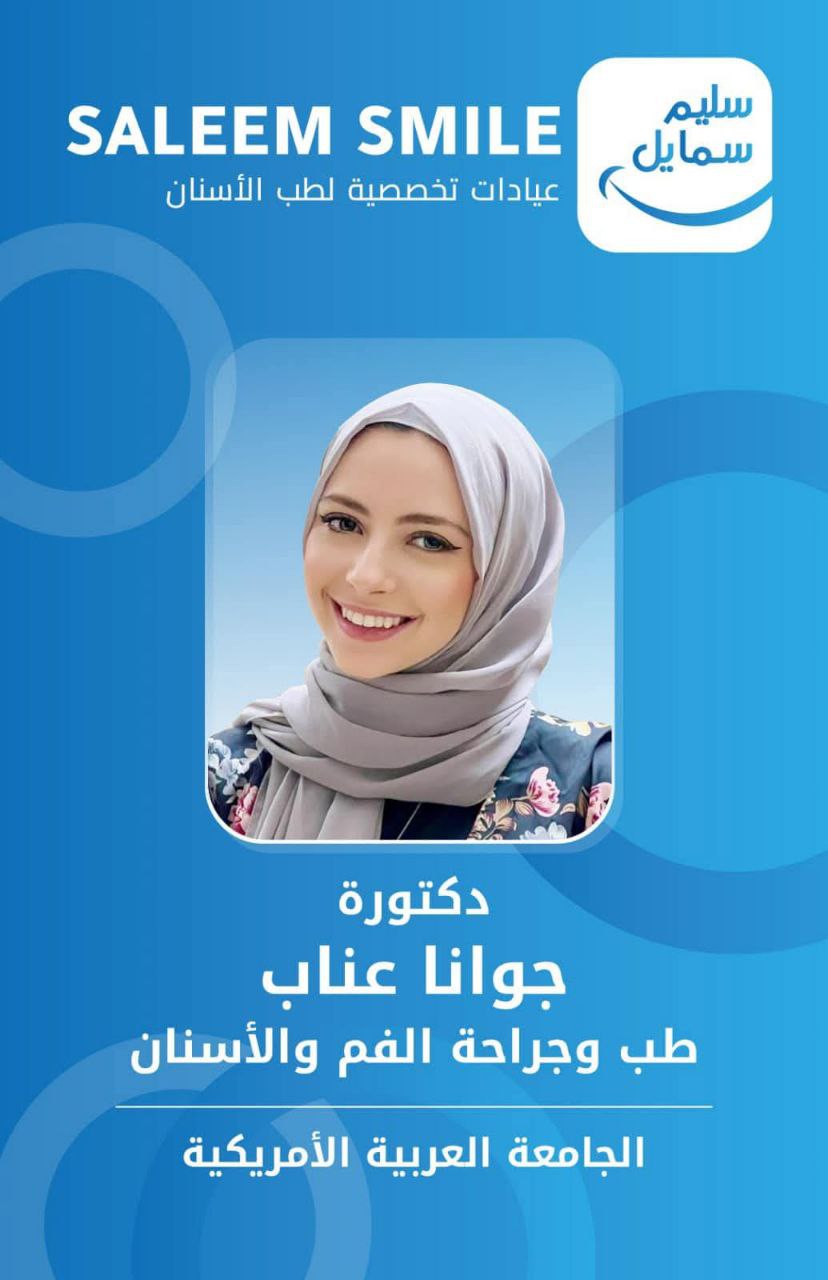 SALEEM SMILE
عيادات تخصصية لطب الأسنان
سليم
سمايل
دكتورة
جوانا عناب
طب وجراحة الفم والأسنان
الجامعة العربية الأمريكية